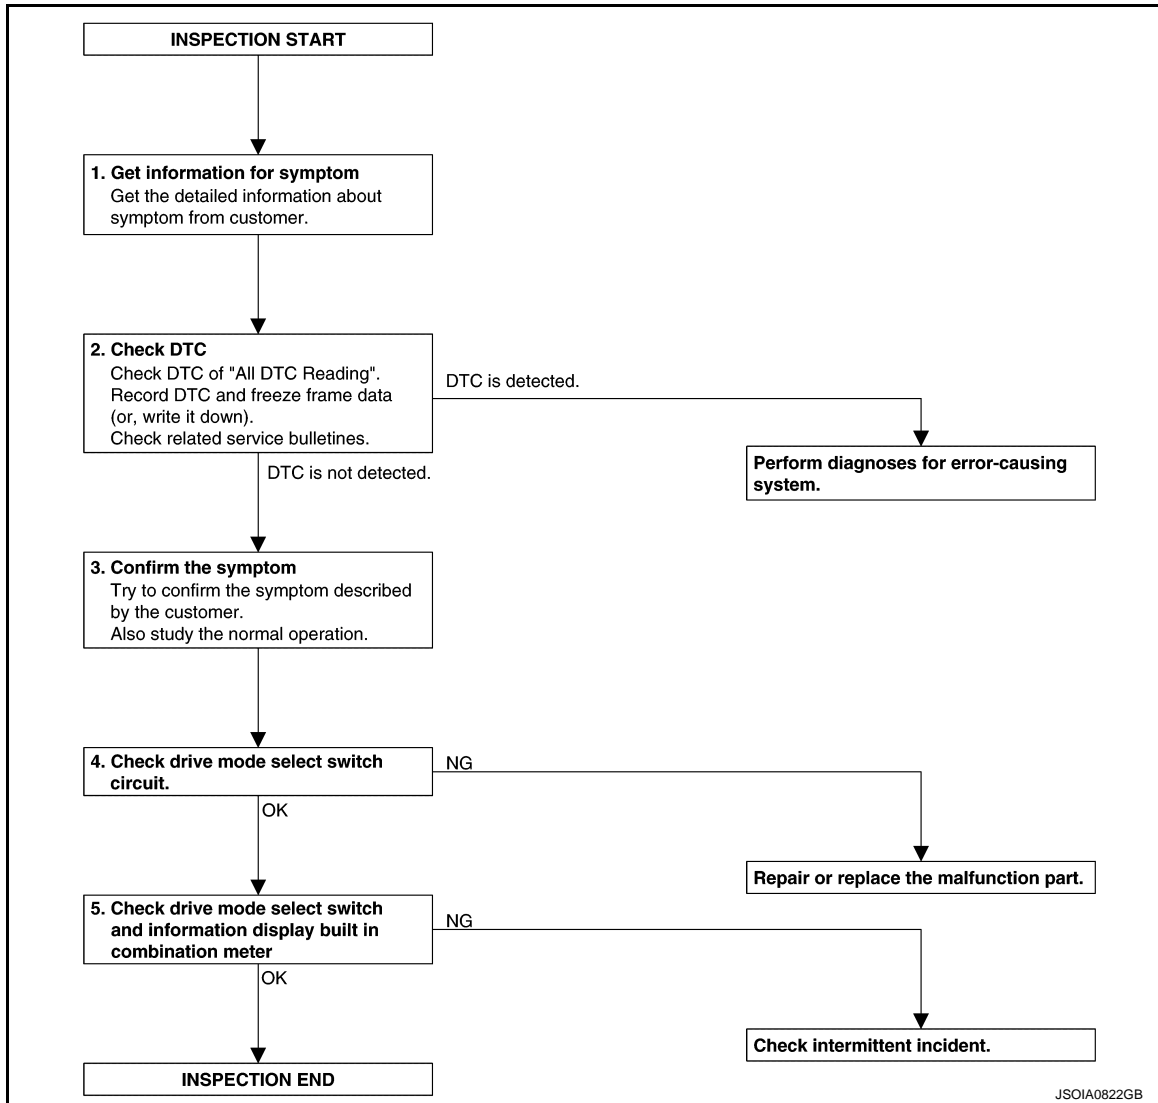 INSPECTION START
1. Get information for symptom
Get the detailed information about
symptom from customer.
2. Check DTC
Check DTC of "All DTC Reading".
Record DTC and freeze frame data
(or, write it down).
Check related service bulletines.
DTC is detected.
Perform diagnoses for error-causing
system.
DTC is not detected.
3. Confirm the symptom
Try to confirm the symptom described
by the customer.
Also study the normal operation.
4. Check drive mode select switch
circuit.
NG
Repair or replace the malfunction part.
OK
5. Check drive mode select switch
and information display built in
combination meter
NG
Check intermittent incident.
OK
INSPECTION END
JSOIA0822GB